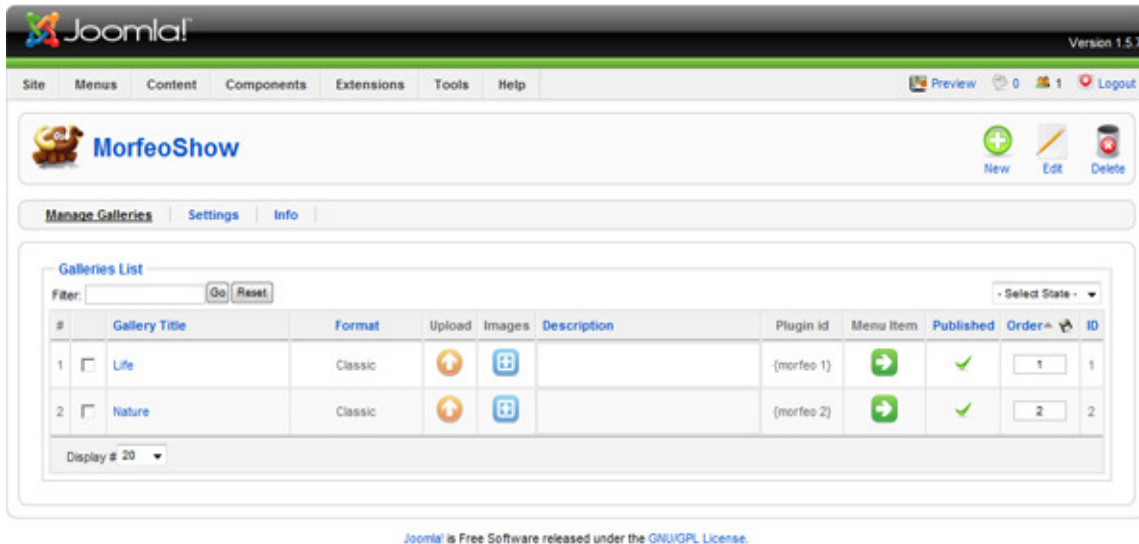 Joomla!
Version 1.5.
Site Menus Content Components Extensions Tools Help Preview 0 1 Logout
MorfeoShow
New Edit Delete
Manage Galleries Settings Info
Galleries List
Filter: Go Reset - Select State -
# Gallery Title Format Upload Images Description Plugin id Menu Item Published Order ID
1 Life Classic {morfeo 1} 1 1
2 Nature Classic {morfeo 2} 2 2
Display # 20
Joomla! is Free Software released under the GNU/GPL License.